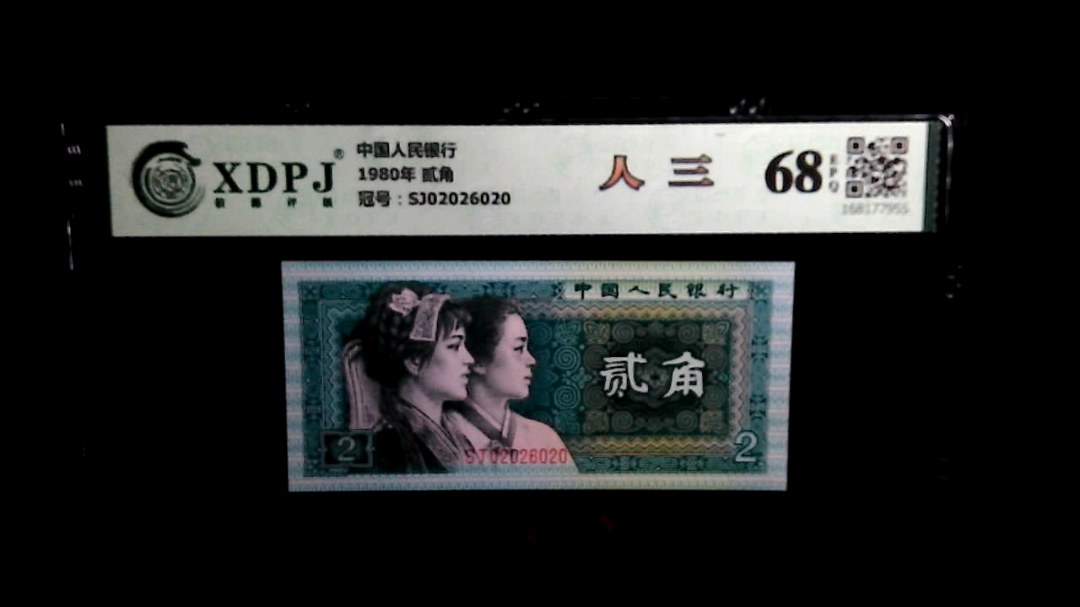 XDPJ®
中国人民银行
1980年 贰角
冠号：SJ02026020
人 三
68
EPQ
168177955
中国人民银行
贰角
2
SJ02026020
2